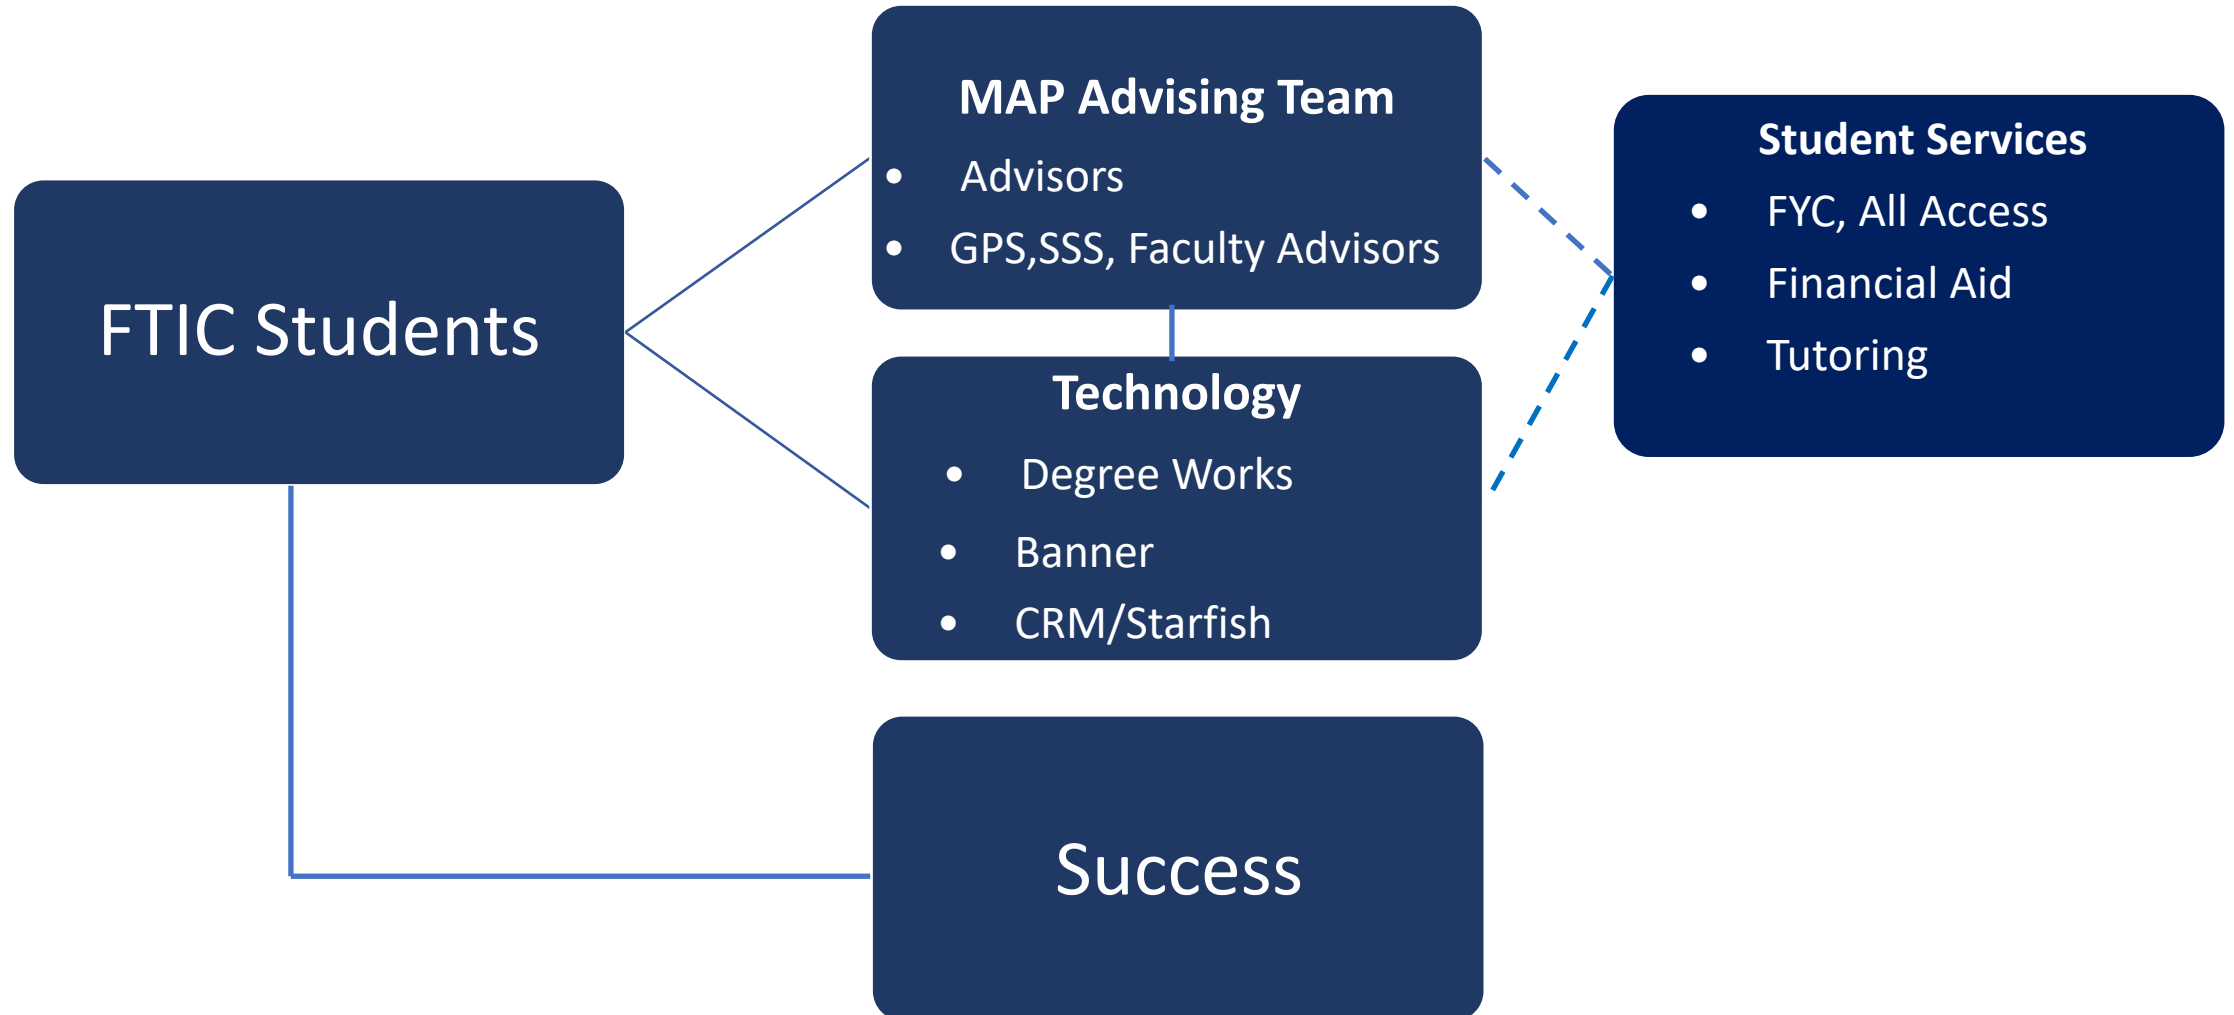 FTIC Students
MAP Advising Team
• Advisors
• GPS,SSS, Faculty Advisors
Technology
• Degree Works
• Banner
• CRM/Starfish
Student Services
• FYC, All Access
• Financial Aid
• Tutoring
Success